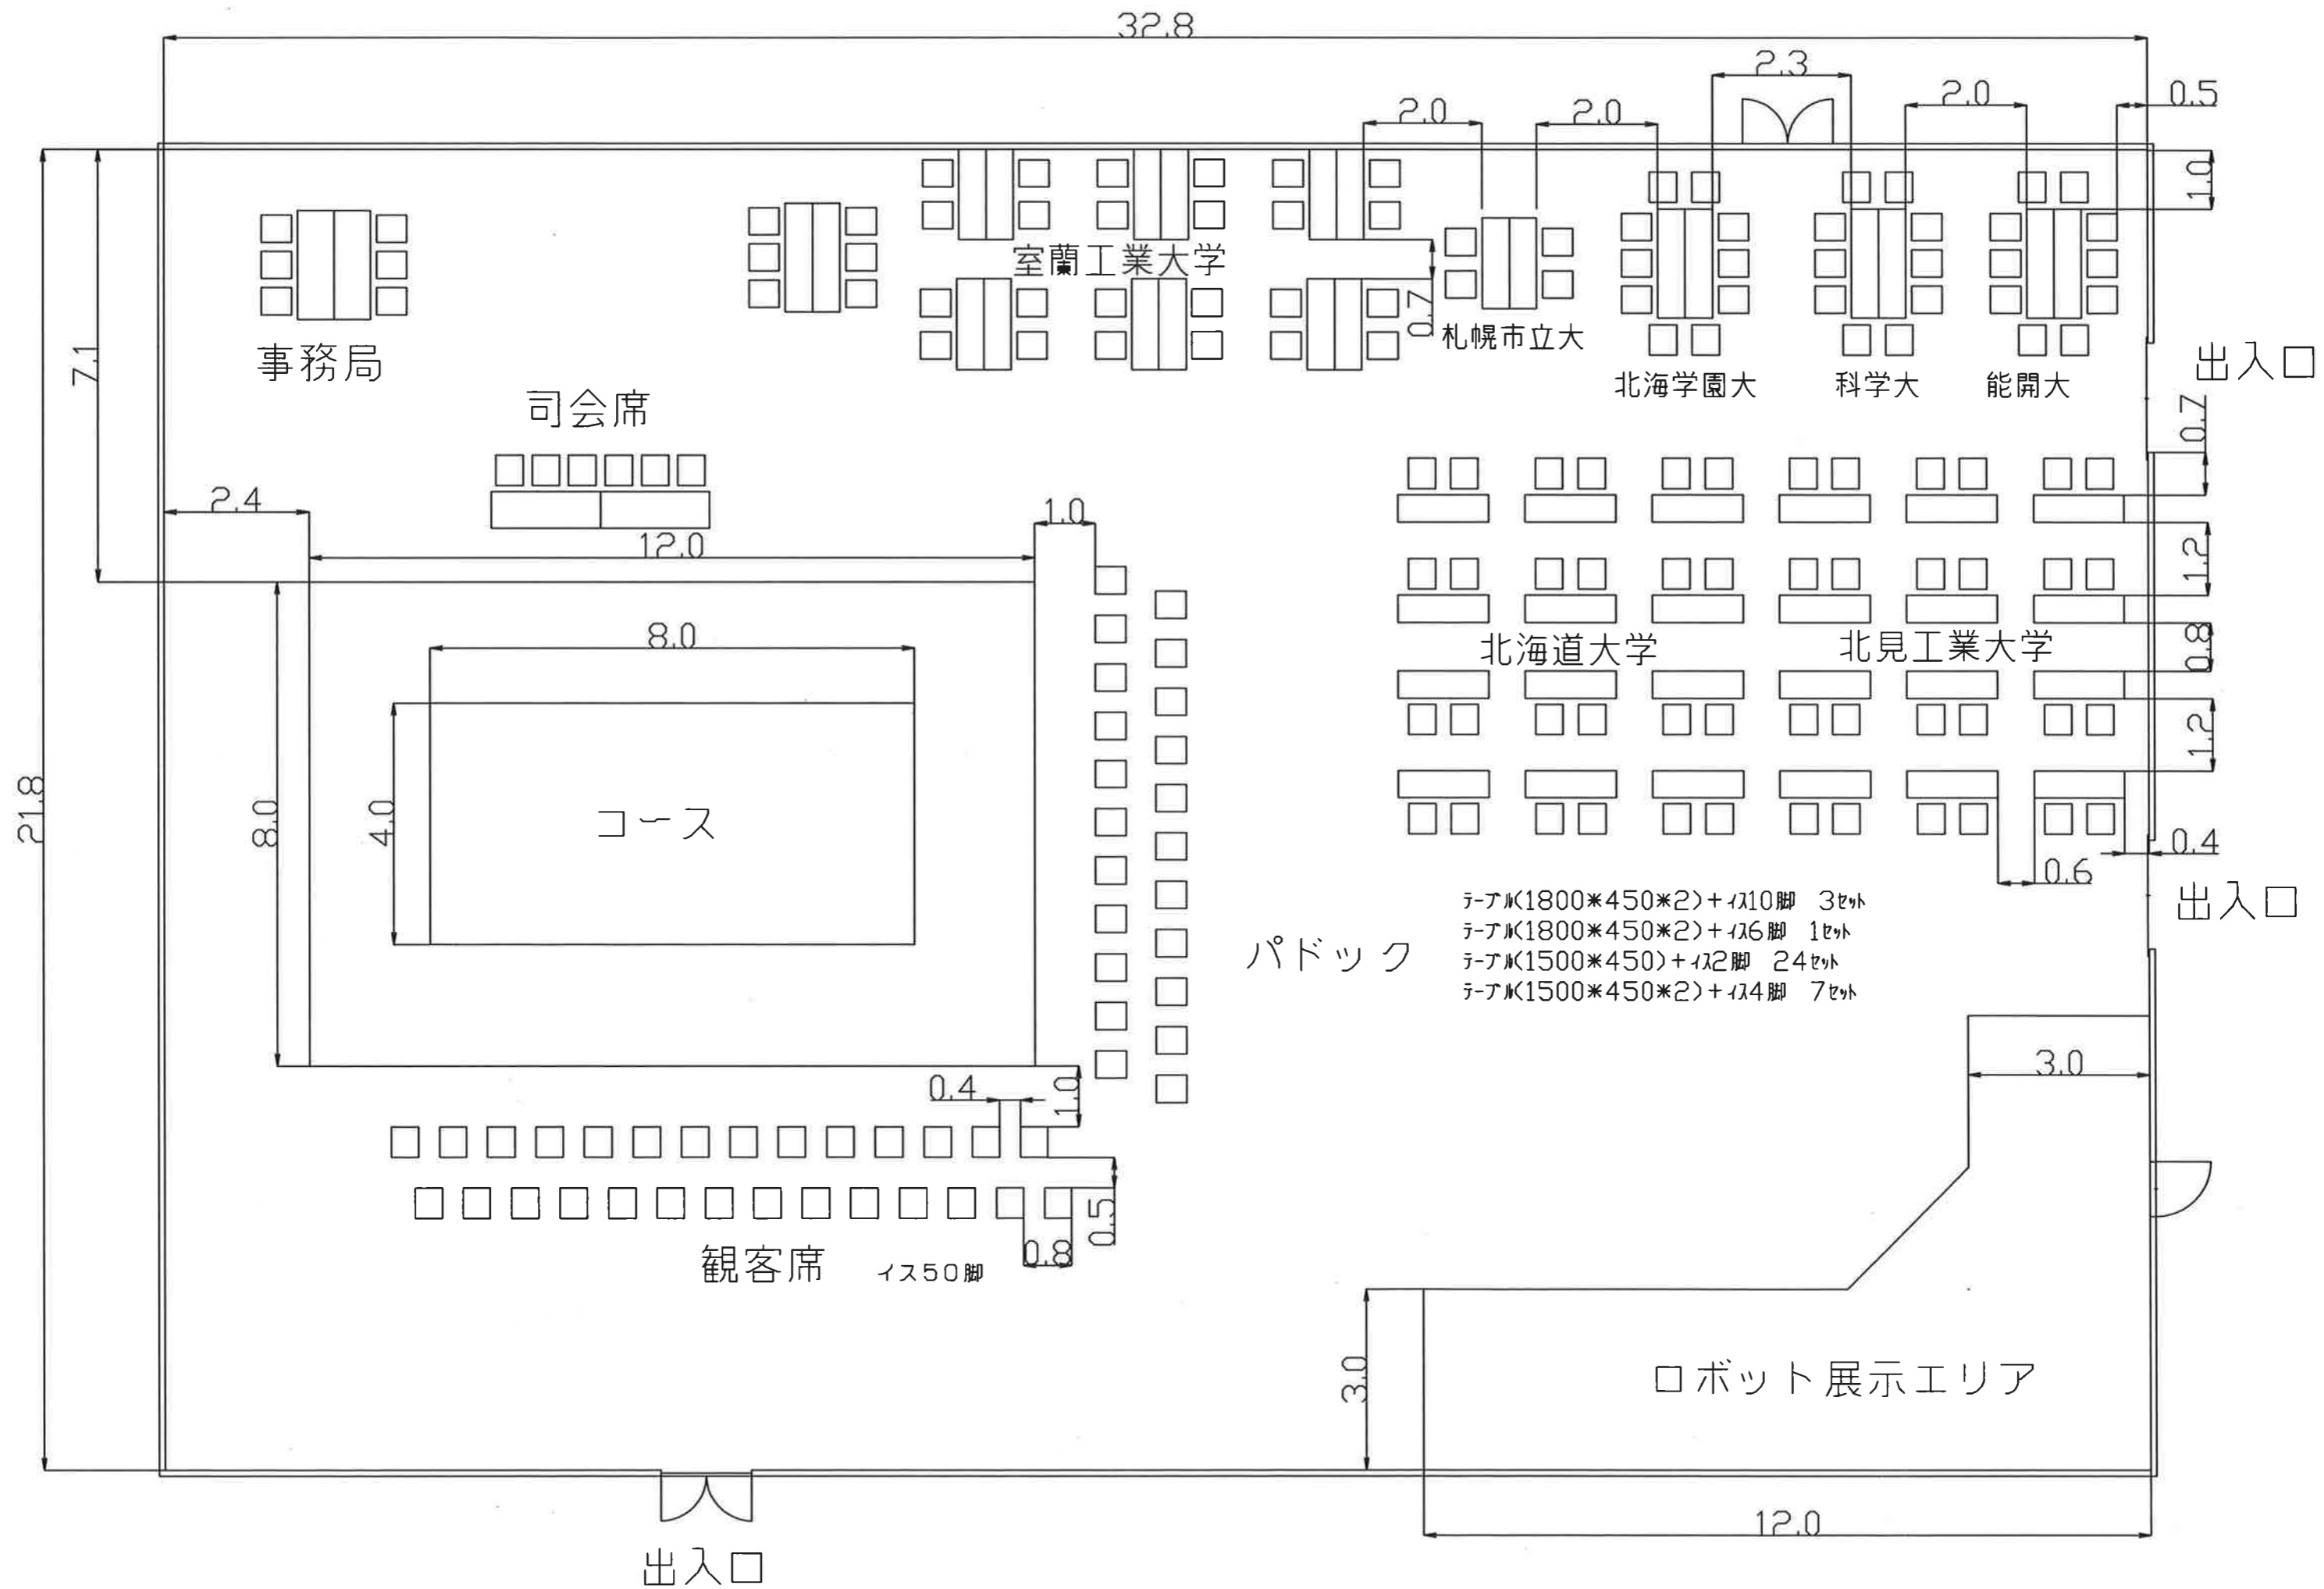 32.8
2.3
2.0
0.5
2.0
2.0
1.0
室蘭工業大学
0.7
札幌市立大
北海学園大
科学大
能開大
出入口
事務局
7.1
司会席
0.7
2.4
1.0
12.0
1.2
8.0
北海道大学
北見工業大学
0.8
1.2
21.8
8.0
4.0
コース
0.4
0.6
出入口
テーブル(1800*450*2)+イス10脚 3セット
テーブル(1800*450*2)+イス6脚 1セット
テーブル(1500*450)+イス2脚 24セット
テーブル(1500*450*2)+イス4脚 7セット
パドック
3.0
0.4
1.0
0.5
0.8
観客席 イス50脚
3.0
ロボット展示エリア
12.0
出入口